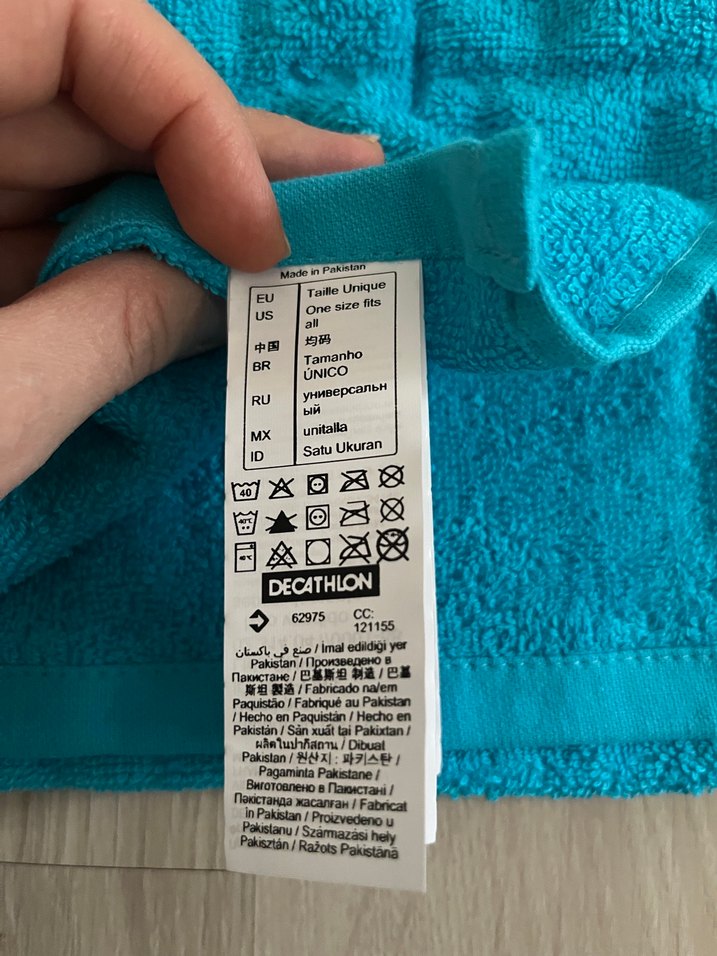 Made in Pakistan
EU Taille Unique
US One size fits
all
中国 均码
BR Tamanho
ÚNICO
RU универсальн
ый
MX unitalla
ID Satu Ukuran
40
40°C
40°C
DECATHLON
62975 CC:
121155
صنع في باكستان / İmal edildiği yer
Pakistan / Произведено в
Пакистане / 巴基斯坦 制造 / 巴基
斯坦 製造 / Fabricado na/em
Paquistão / Fabriqué au Pakistan
/ Hecho en Paquistán / Hecho en
Pakistán / Sản xuất tại Pakixtan /
ผลิตในปากีสถาน / Dibuat
Pakistan / 원산지 : 파키스탄 /
Pagaminta Pakistane /
Виготовлено в Пакистані /
Пәкістанда жасалған / Fabricat
în Pakistan / Proizvedeno u
Pakistanu / Származási hely
Pakisztán / Ražots Pakistānā